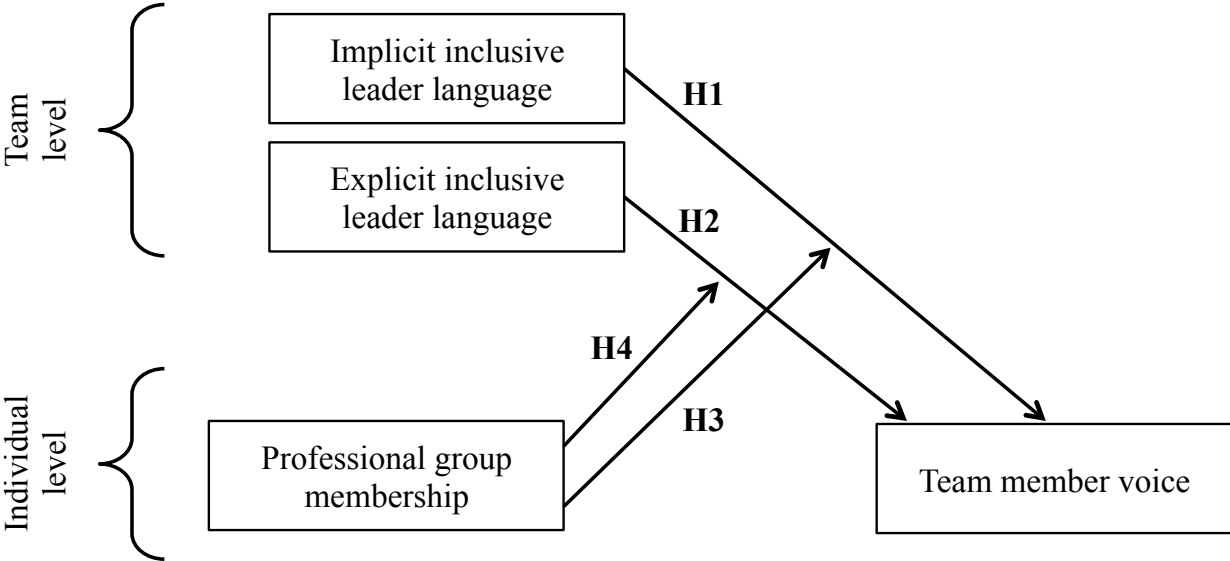 Team
level
Implicit inclusive
leader language
H1
Explicit inclusive
leader language
H2
H4
H3
Individual
level
Professional group
membership
Team member voice